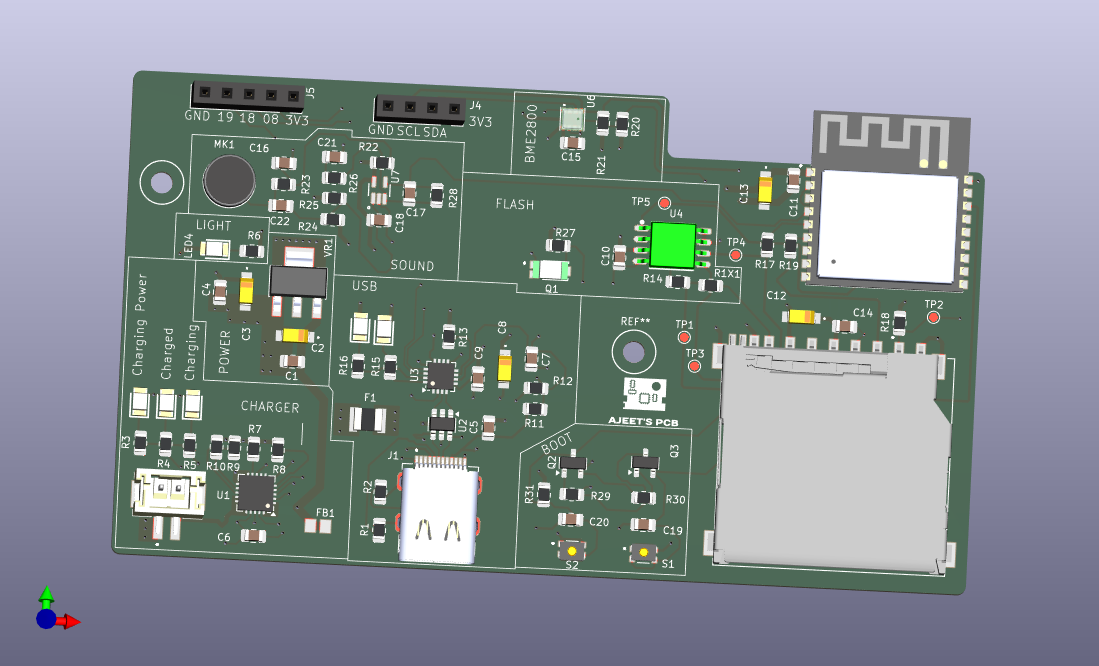 J5
GND 19 18 08 3V3
J4
GND SCL SDA
3V3
U6
BME2800
R20
C15
R21
MK1
C16
C21
R22
R23
R26
U7
R25
C17
R28
C22
R24
C18
LIGHT
LED4
R6
VR1
SOUND
FLASH
TP5
U4
R27
C10
TP4
R14
R1X1
Q1
C13
C11
R17
R19
C12
C14
R18
TP2
C4
C3
POWER
C2
C1
USB
R16
R15
R13
C8
U3
C9
C7
R12
R11
F1
U2
C5
REF**
TP1
TP3
AJEET'S PCB
Charging Power
Charged
Charging
CHARGER
R3
R4
R5
R10
R9
R7
R8
U1
C6
FB1
J1
R2
R1
BOOT
Q2
Q3
R31
R29
R30
C20
C19
S2
S1